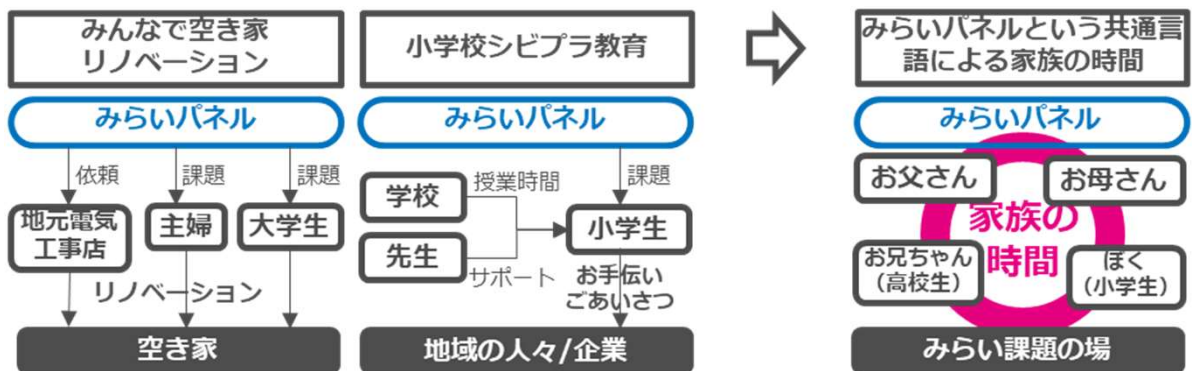 みんなで空き家
リノベーション
みらいパネル
依頼
課題
課題
地元電気
工事店
主婦
大学生
リノベーション
空き家
小学校シビプラ教育
みらいパネル
学校
先生
授業時間
サポート
課題
小学生
お手伝い
ごあいさつ
地域の人々/企業
みらいパネルという共通言
語による家族の時間
みらいパネル
お父さん
お母さん
家族の
時間
お兄ちゃん
(高校生)
ぼく
(小学生)
みらい課題の場